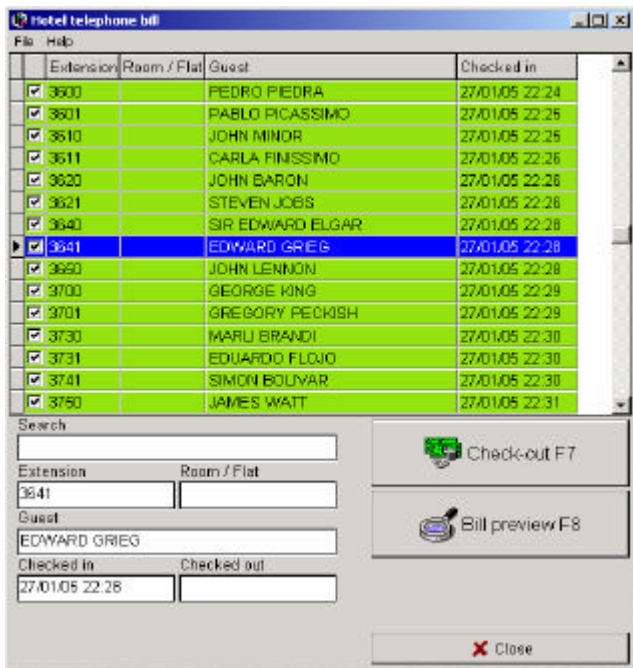 Hotel telephone bill
File Help
Extension Room / Flat Guest Checked in
3600 PEDRO PIEDRA 27/01/05 22:24
3601 PABLO PICASSIMO 27/01/05 22:25
3610 JOHN MINOR 27/01/05 22:25
3611 CARLA FINISSIMO 27/01/05 22:26
3620 JOHN BARON 27/01/05 22:26
3621 STEVEN JOBS 27/01/05 22:26
3640 SIR EDWARD ELGAR 27/01/05 22:28
3641 EDWARD GRIEG 27/01/05 22:28
3650 JOHN LENNON 27/01/05 22:28
3700 GEORGE KING 27/01/05 22:29
3701 GREGORY PECKISH 27/01/05 22:29
3730 MARLI BRANDI 27/01/05 22:30
3731 EDUARDO FLOJO 27/01/05 22:30
3741 SIMON BOLIVAR 27/01/05 22:30
3750 JAMES WATT 27/01/05 22:31
Search
Check-out F7
Extension Room / Flat
3641
Guest
Bill preview F8
EDWARD GRIEG
Checked in Checked out
27/01/05 22:28
Close